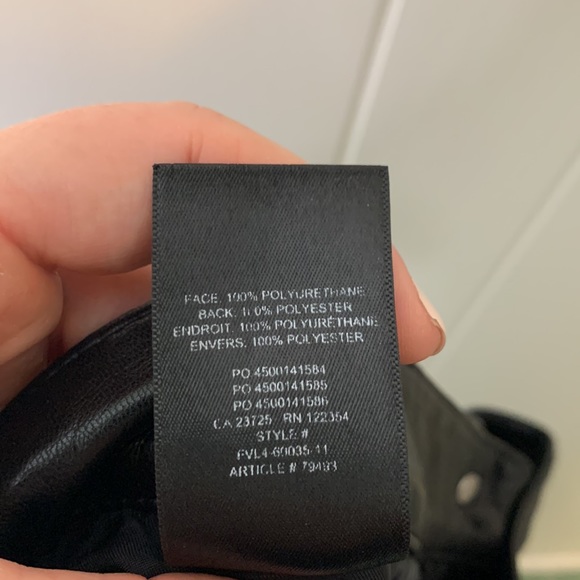 FACE. 100% POLYURETHANE
BACK. 100% POLYESTER
ENDROIT. 100% POLYURÉTHANE
ENVERS. 100% POLYESTER
PO 4500141584
PO 4500141585
PO 4500141586
CA 23725 RN 122354
STYLE #
FVL4-60035-11
ARTICLE # 79483